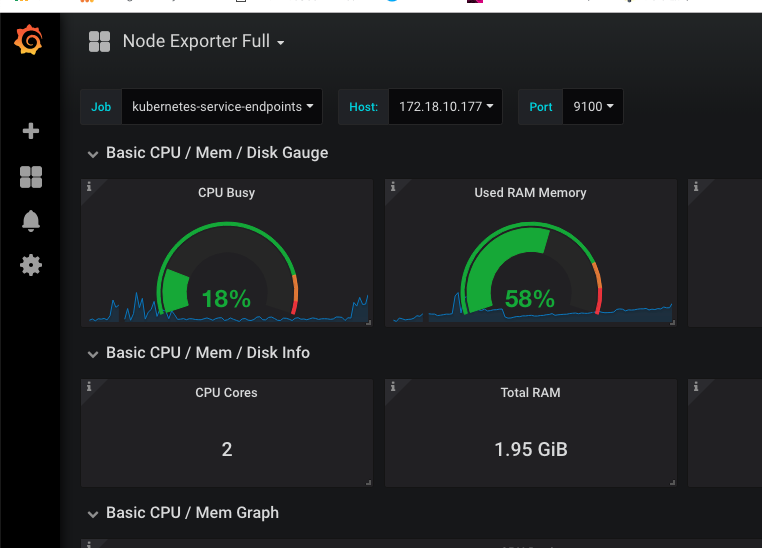 Node Exporter Full
Job kubernetes-service-endpoints Host: 172.18.10.177 Port 9100
Basic CPU / Mem / Disk Gauge
CPU Busy Used RAM Memory
18% 58%
Basic CPU / Mem / Disk Info
CPU Cores Total RAM
2 1.95 GiB
Basic CPU / Mem Graph